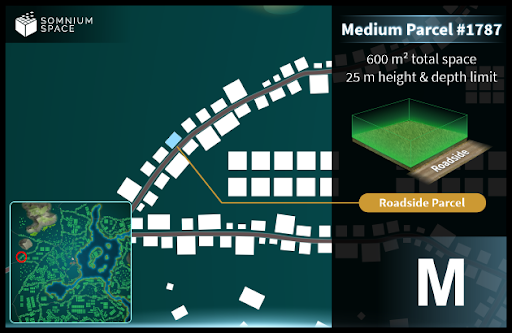 SOMNIUM
SPACE
Medium Parcel #1787
600 m² total space
25 m height & depth limit
Roadside
Roadside Parcel
M